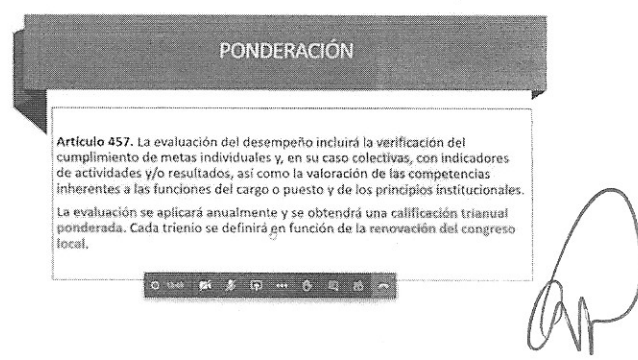 PONDERACIÓN
Artículo 457. La evaluación del desempeño incluirá la verificación del
cumplimiento de metas individuales y, en su caso colectivas, con indicadores
de actividades y/o resultados, así como la valoración de las competencias
inherentes a las funciones del cargo o puesto y de los principios institucionales.
La evaluación se aplicará anualmente y se obtendrá una calificación trianual
ponderada. Cada trienio se definirá en función de la renovación del congreso
local.